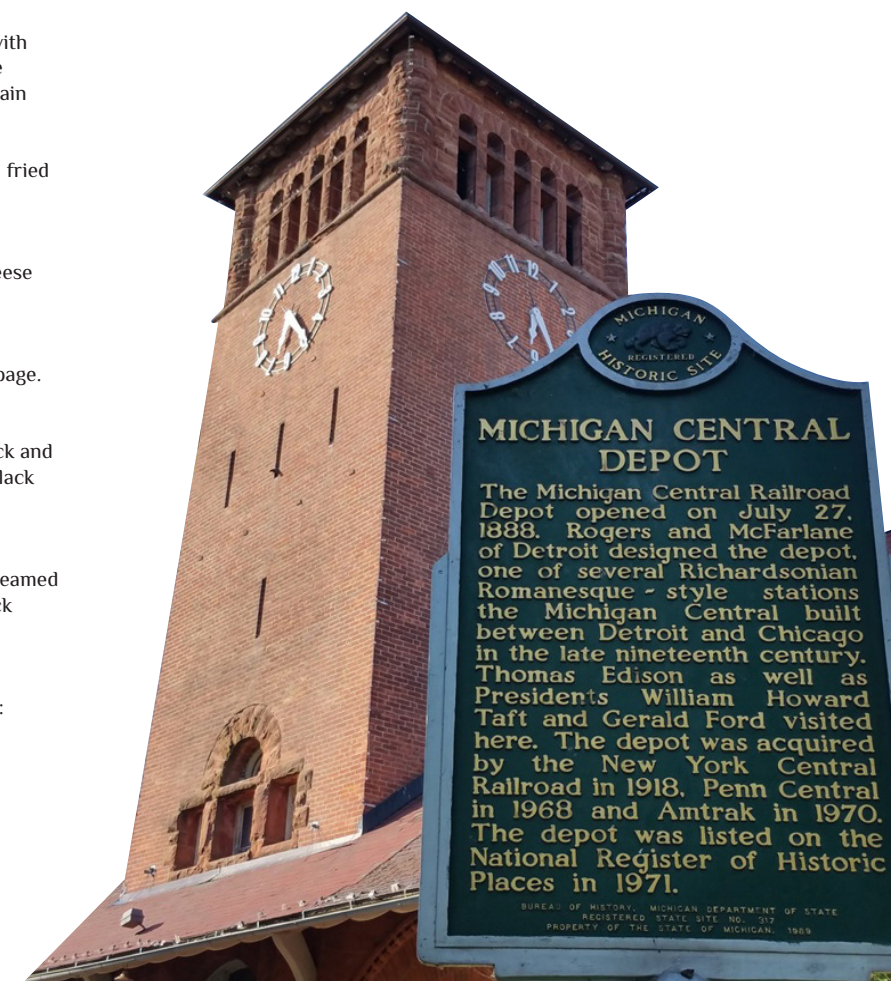 with
e
ain
fried
eese
page.
ck and
lack
eamed
ck
:
MICHIGAN
REGISTERED
HISTORIC SITE
MICHIGAN CENTRAL
DEPOT
The Michigan Central Railroad
Depot opened on July 27,
1888. Rogers and McFarlane
of Detroit designed the depot,
one of several Richardsonian
Romanesque - style stations
the Michigan Central built
between Detroit and Chicago
in the late nineteenth century.
Thomas Edison as well as
Presidents William Howard
Taft and Gerald Ford visited
here. The depot was acquired
by the New York Central
Railroad in 1918, Penn Central
in 1968 and Amtrak in 1970.
The depot was listed on the
National Register of Historic
Places in 1971.
BUREAU OF HISTORY, MICHIGAN DEPARTMENT OF STATE
REGISTERED STATE SITE NO. 317
PROPERTY OF THE STATE OF MICHIGAN, 1989